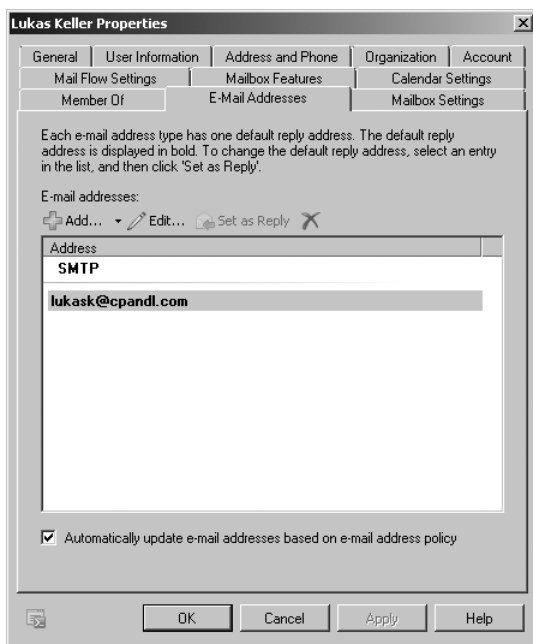 Lukas Keller Properties
General User Information Address and Phone Organization Account
Mail Flow Settings Mailbox Features Calendar Settings
Member Of E-Mail Addresses Mailbox Settings
Each e-mail address type has one default reply address. The default reply
address is displayed in bold. To change the default reply address, select an entry
in the list, and then click 'Set as Reply'.
E-mail addresses:
Add... Edit... Set as Reply
Address
SMTP
lukask@cpandl.com
Automatically update e-mail addresses based on e-mail address policy
OK Cancel Apply Help